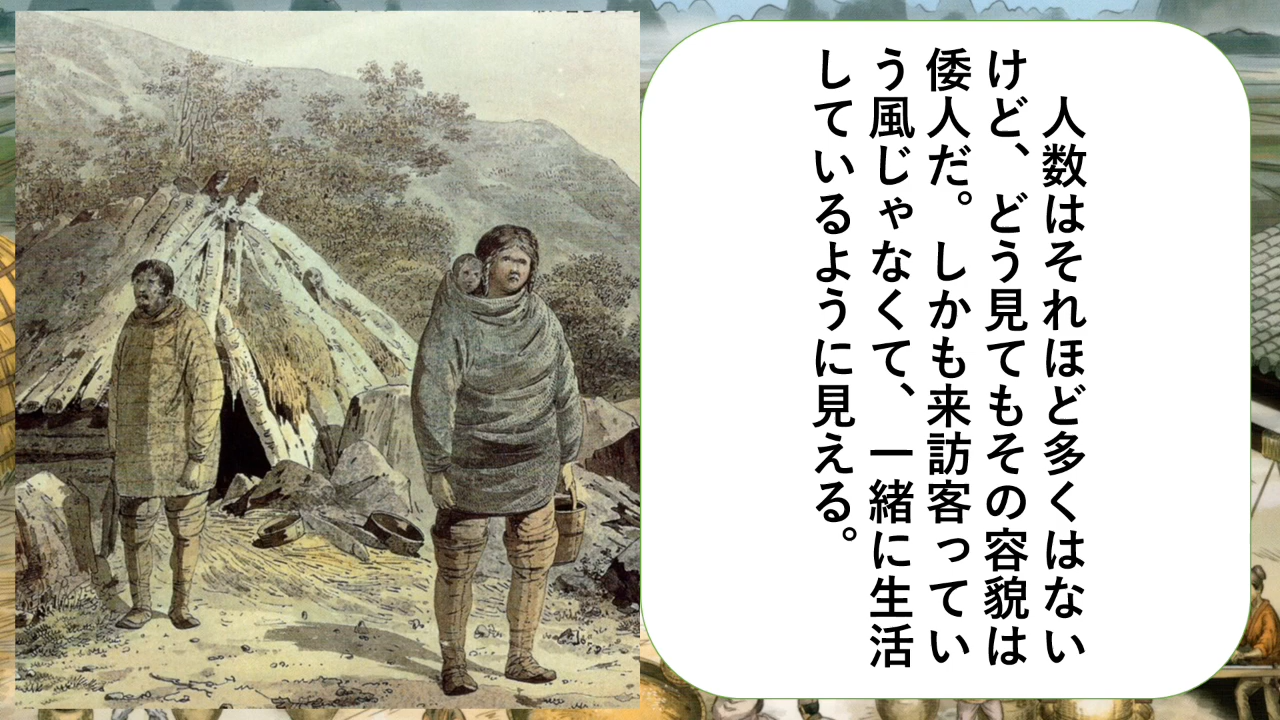 人数はそれほど多くはない
けど、どう見てもその容貌は
倭人だ。しかも来訪客ってい
う風じゃなくて、一緒に生活
しているように見える。